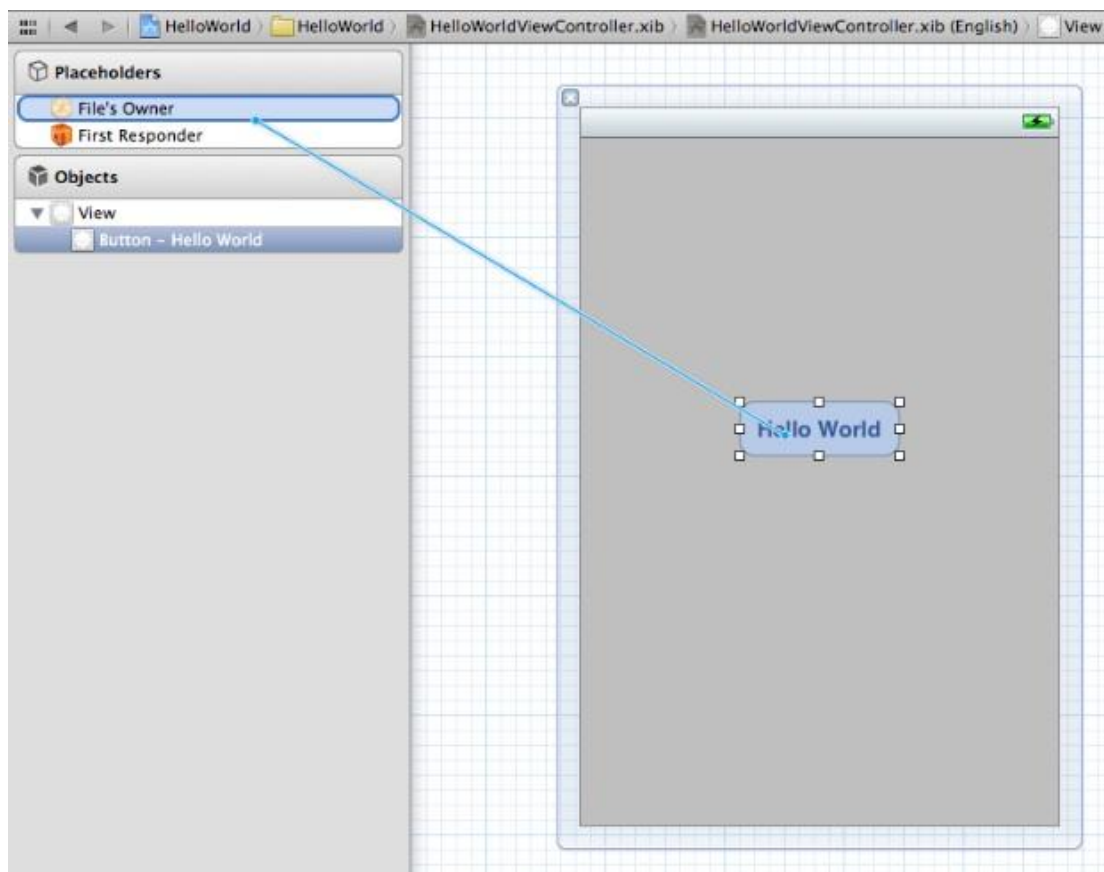 HelloWorld HelloWorld HelloWorldViewController.xib HelloWorldViewController.xib (English) View
Placeholders
File's Owner
First Responder
Objects
View
Button - Hello World
Hello World